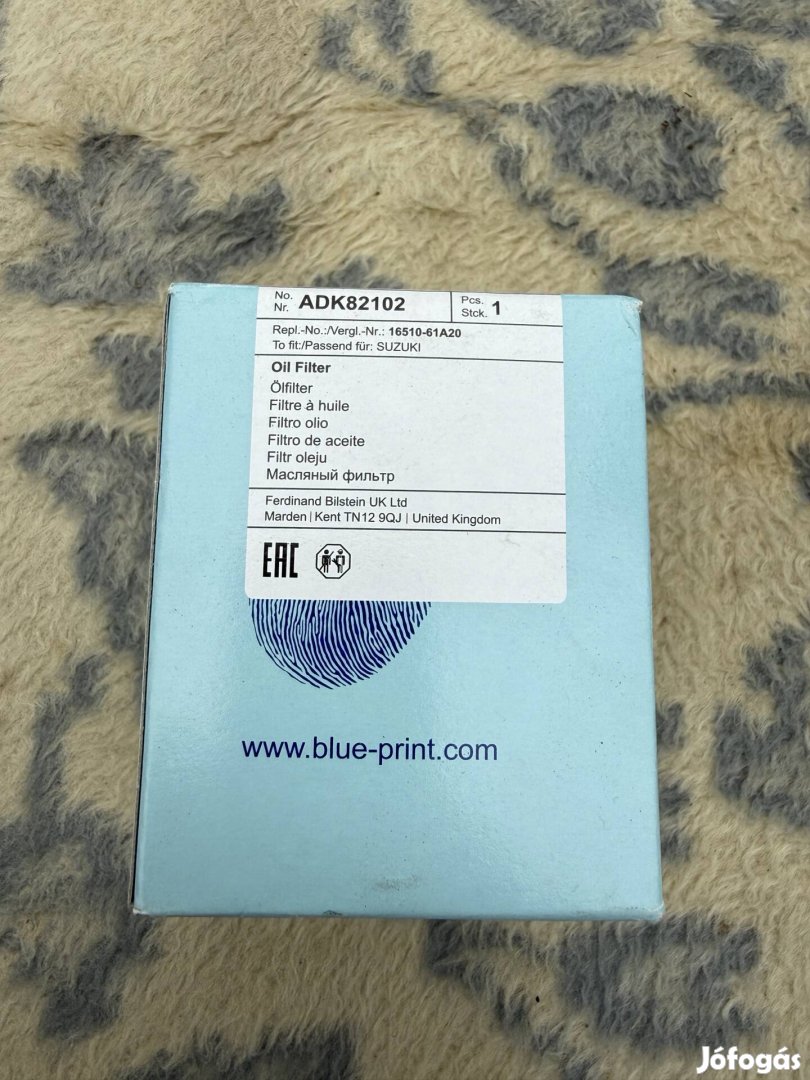 No.
Nr. ADK82102
Pcs.
Stck. 1
Repl.-No.:/Vergl.-Nr.: 16510-61A20
To fit:/Passend für: SUZUKI
Oil Filter
Ölfilter
Filtre à huile
Filtro olio
Filtro de aceite
Filtr oleju
Масляный фильтр
Ferdinand Bilstein UK Ltd
Marden | Kent TN12 9QJ | United Kingdom
EAC
www.blue-print.com
Jófogás